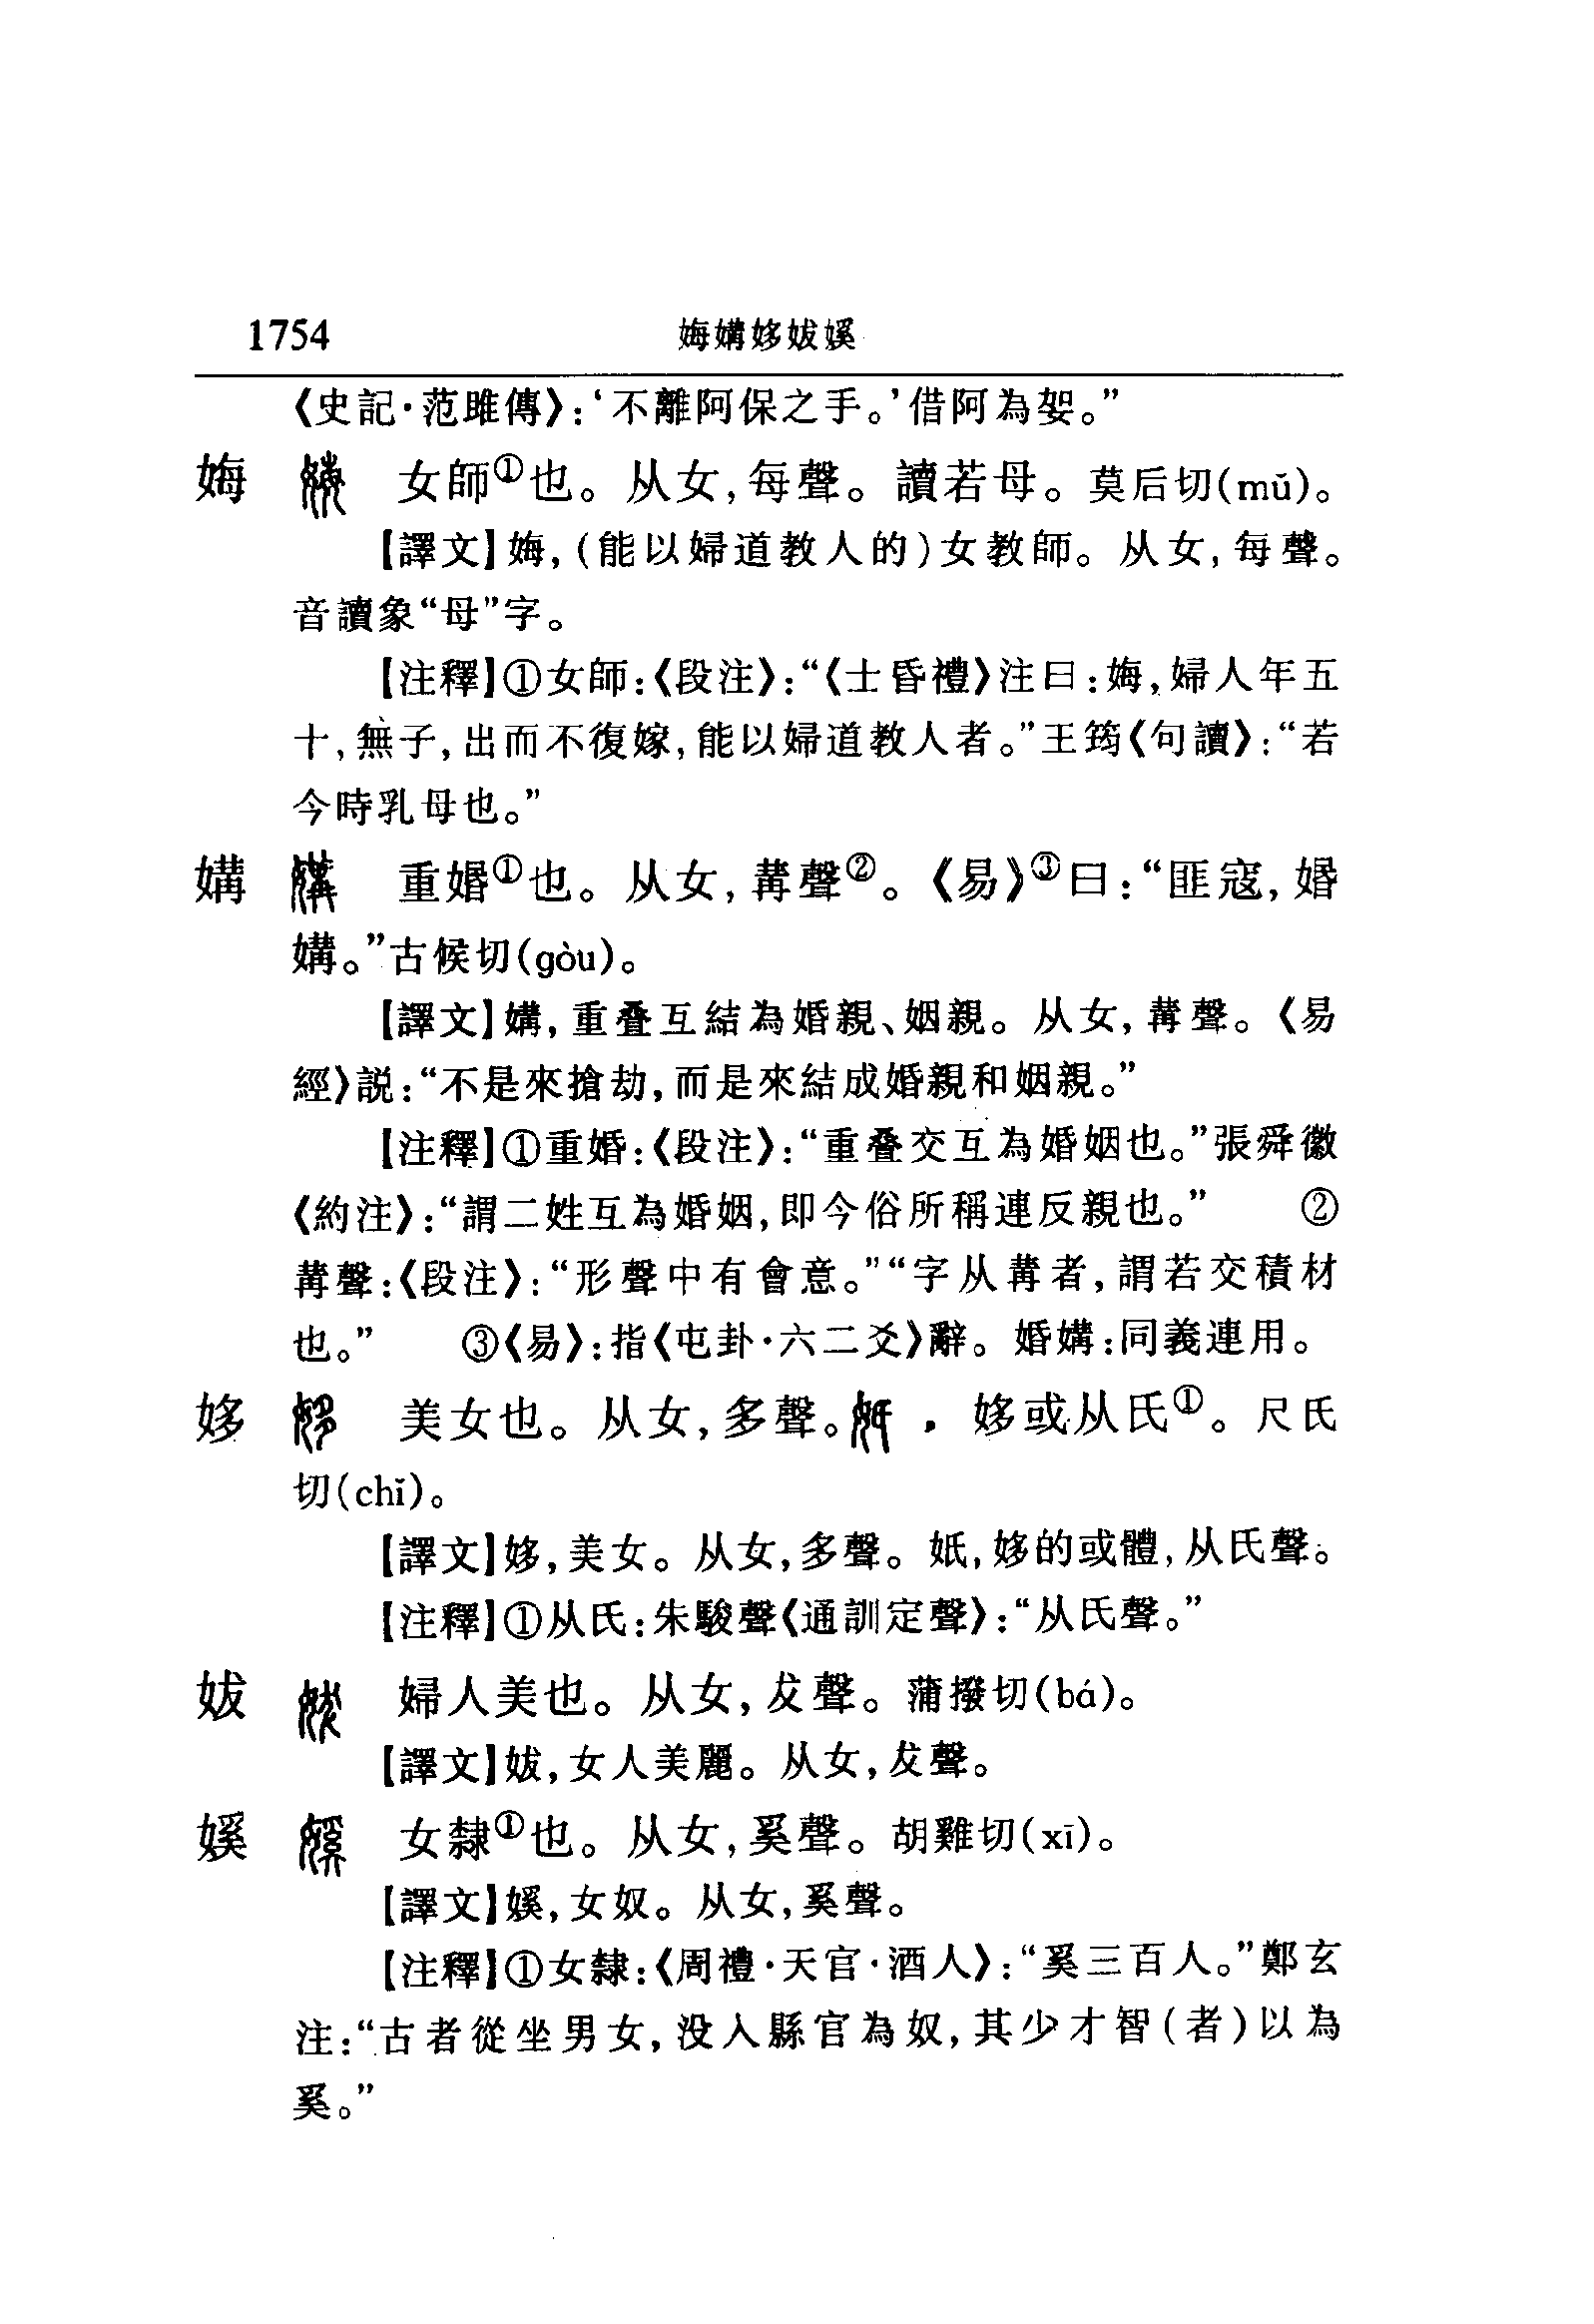 1754 娒媾姼妭媛
《史記·范雎傳》:‘不離阿保之手。’借阿為妿。”
娒 女師①也。从女,每聲。讀若母。莫后切(mǔ)。
【譯文】娒,(能以婦道教人的)女教師。从女,每聲。
音讀象“母”字。
【注釋】①女師:《段注》:“《士昏禮》注曰:娒,婦人年五
十,無子,出而不復嫁,能以婦道教人者。”王筠《句讀》:“若
今時乳母也。”
媾 重婚①也。从女,冓聲②。《易》③曰:“匪寇,婚
媾。”古候切(gòu)。
【譯文】媾,重叠互結為婚親、姻親。从女,冓聲。《易
經》説:“不是來搶劫,而是來結成婚親和姻親。”
【注釋】①重婚:《段注》:“重叠交互為婚姻也。”張舜徽
《約注》:“謂二姓互為婚姻,即今俗所稱連反親也。” ②
冓聲:《段注》:“形聲中有會意。”“字从冓者,謂若交積材
也。” ③《易》:指《屯卦·六二爻》辭。婚媾:同義連用。
姼 美女也。从女,多聲。 , 姼或从氏①。尺氏
切(chǐ)。
【譯文】姼,美女。从女,多聲。妷,姼的或體,从氏聲。
【注釋】①从氏:朱駿聲《通訓定聲》:“从氏聲。”
妭 婦人美也。从女,犮聲。蒲撥切(bá)。
【譯文】妭,女人美麗。从女,犮聲。
嫨 女隸①也。从女,奚聲。胡雞切(xī)。
【譯文】嫨,女奴。从女,奚聲。
【注釋】①女隸:《周禮·天官·酒人》:“奚三百人。”鄭玄
注:“古者從坐男女,没入縣官為奴,其少才智(者)以為
奚。”